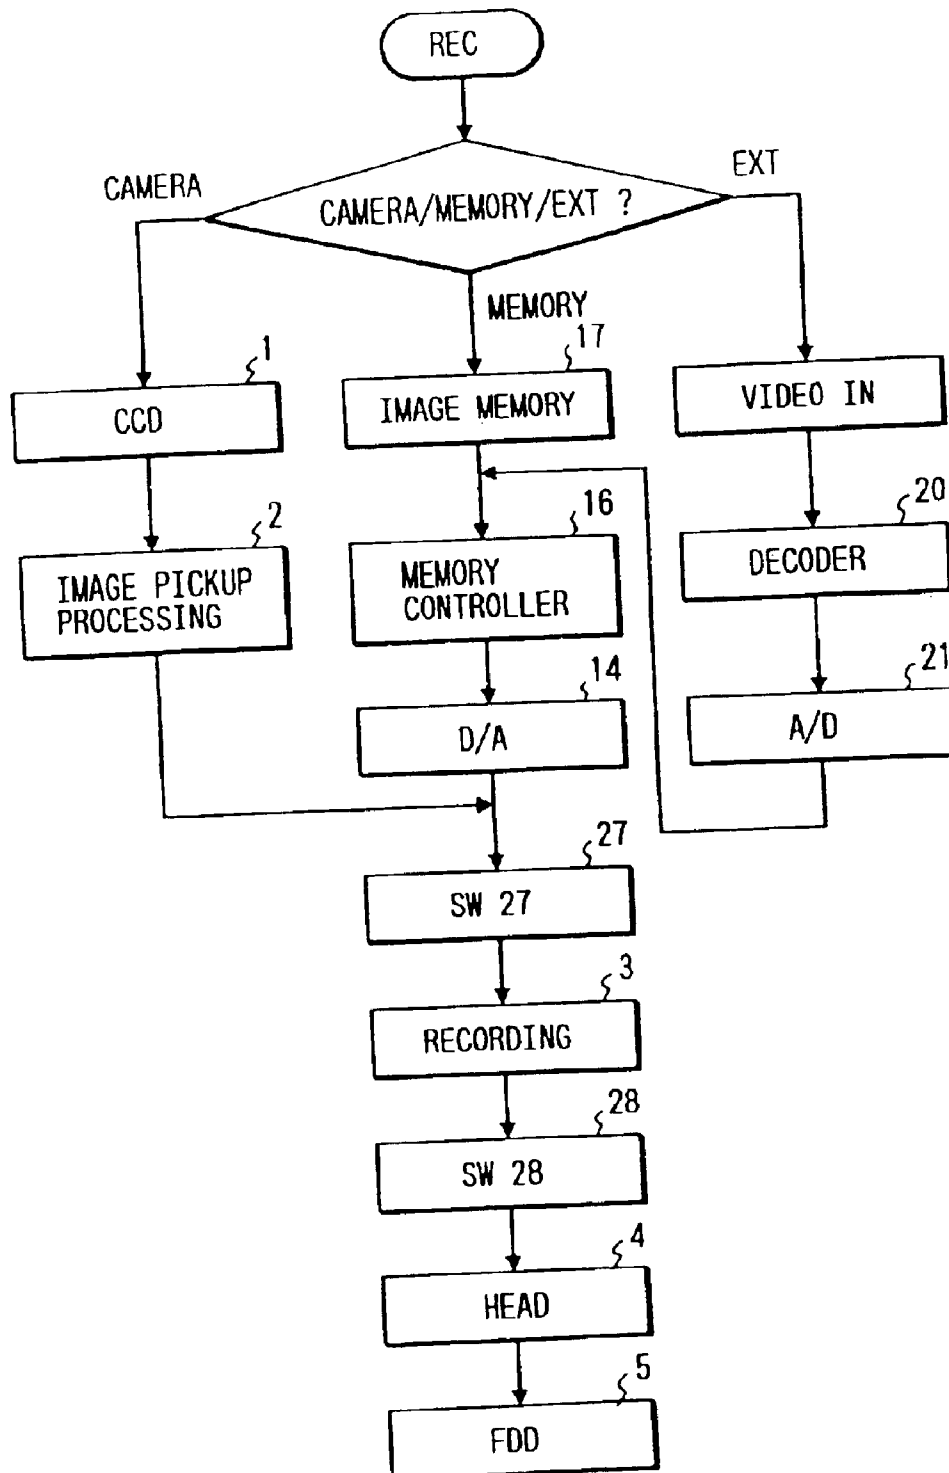 REC
CAMERA
EXT
CAMERA/MEMORY/EXT ?
MEMORY
1
17
CCD
IMAGE MEMORY
VIDEO IN
2
16
20
IMAGE PICKUP
PROCESSING
MEMORY
CONTROLLER
DECODER
14
21
D/A
A/D
27
SW 27
3
RECORDING
28
SW 28
4
HEAD
5
FDD